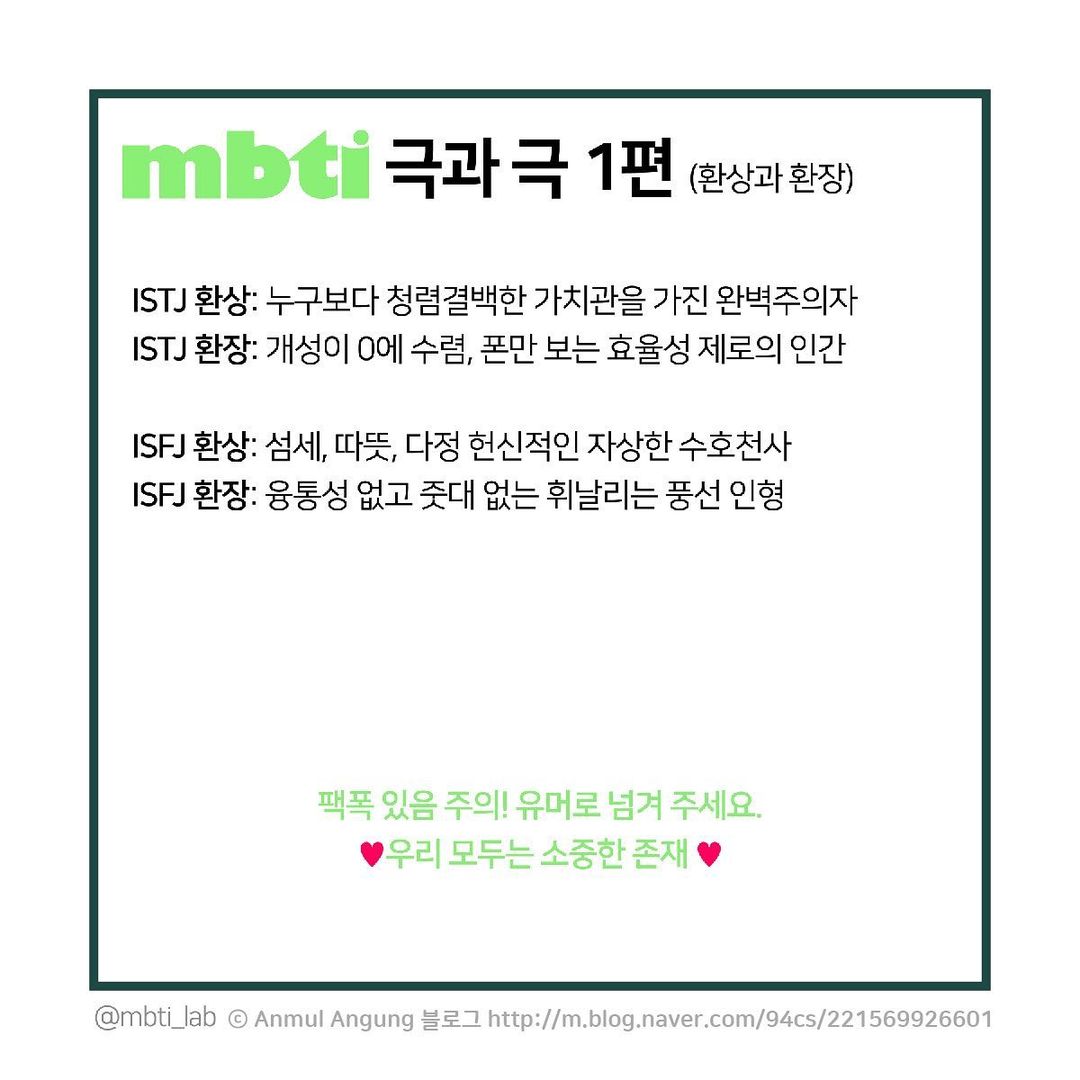 mbti 극과 극 1편 (환상과 환장)
ISTJ 환상: 누구보다 청렴결백한 가치관을 가진 완벽주의자
ISTJ 환장: 개성이 0에 수렴, 폰만 보는 효율성 제로의 인간
ISFJ 환상: 섬세, 따뜻, 다정 헌신적인 자상한 수호천사
ISFJ 환장: 융통성 없고 줏대 없는 휘날리는 풍선 인형
팩폭 있음 주의! 유머로 넘겨 주세요.
♥우리 모두는 소중한 존재 ♥
@mbti_lab ⓒ Anmul Angung 블로그 http://m.blog.naver.com/94cs/221569926601